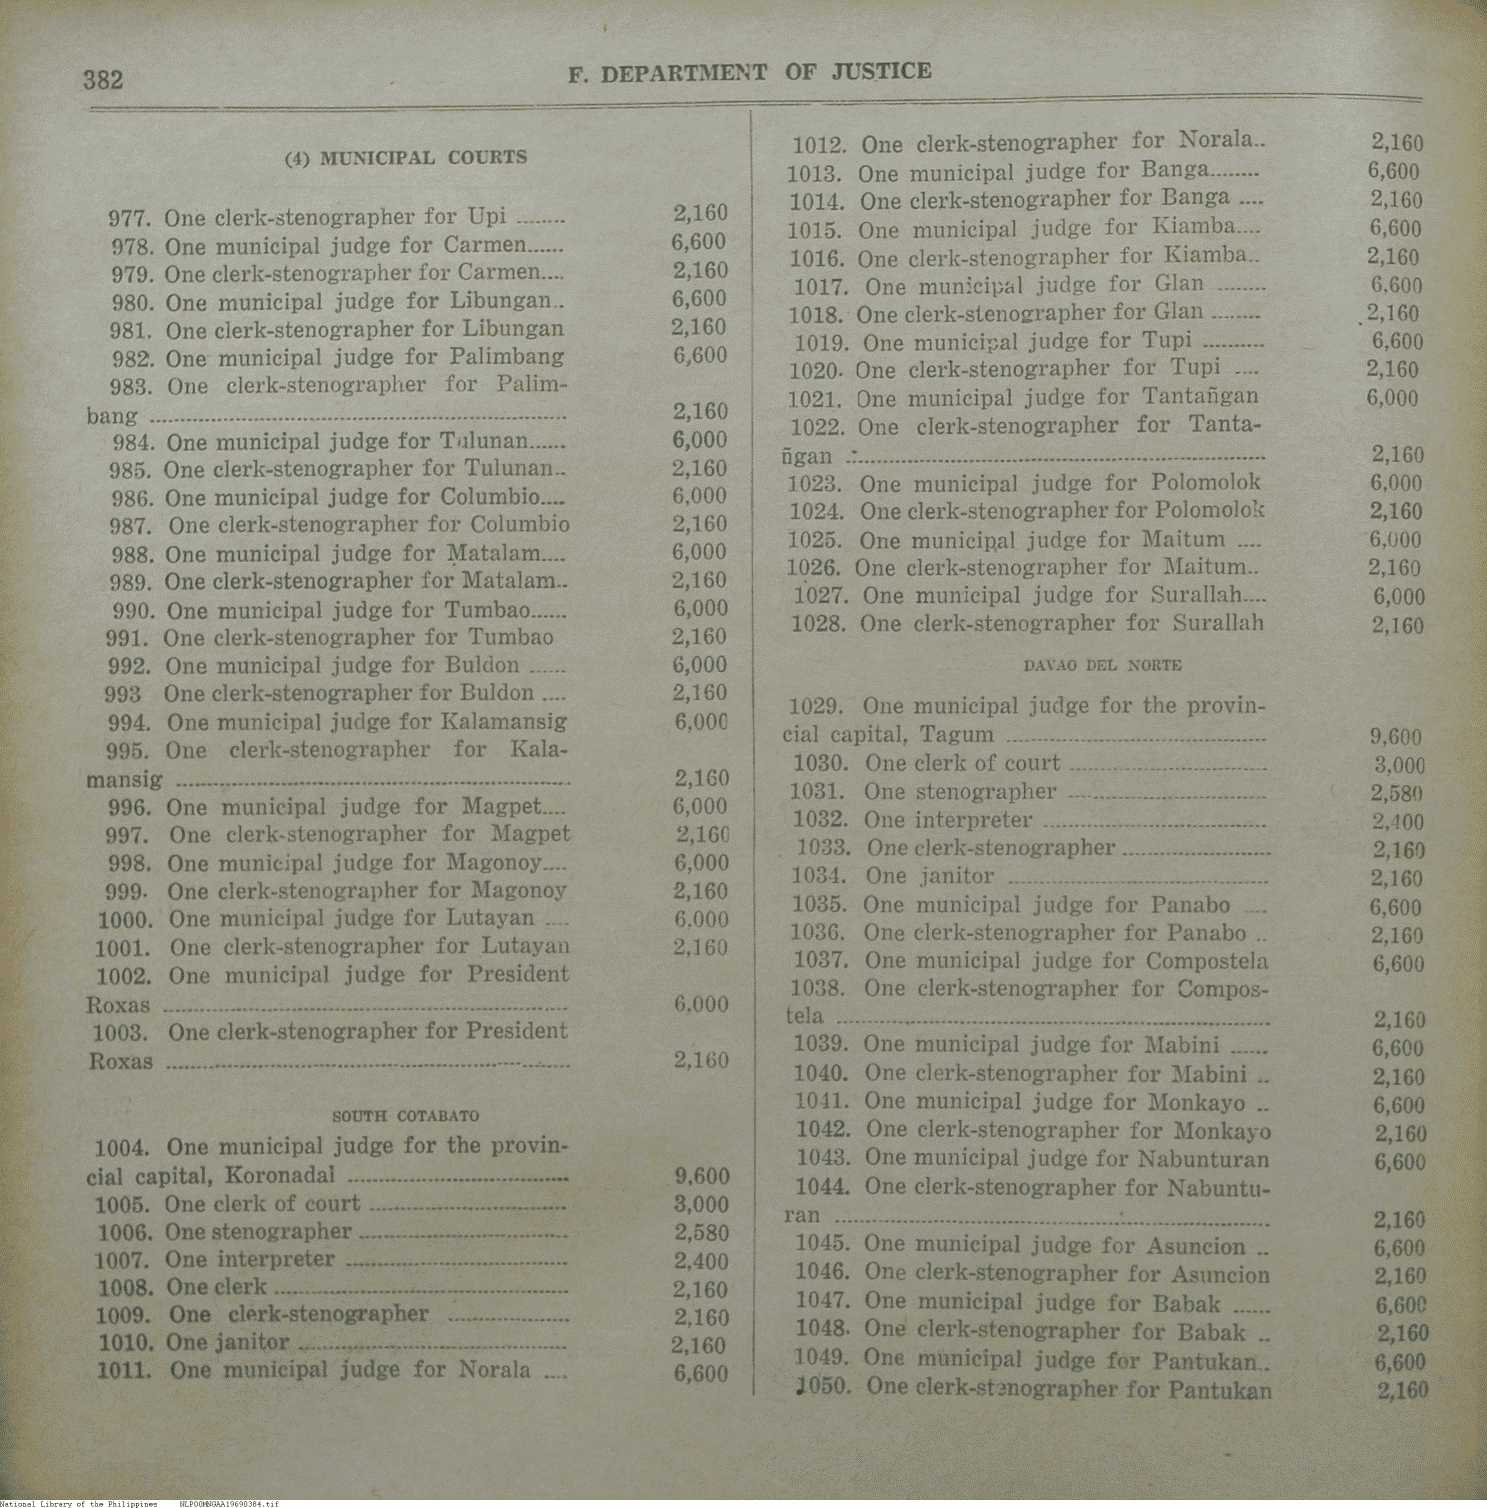 382
F. DEPARTMENT OF JUSTICE
(4) MUNICIPAL COURTS
977. One clerk-stenographer for Upi ........ 2,160
978. One municipal judge for Carmen...... 6,600
979. One clerk-stenographer for Carmen.... 2,160
980. One municipal judge for Libungan.. 6,600
981. One clerk-stenographer for Libungan 2,160
982. One municipal judge for Palimbang 6,600
983. One clerk-stenographer for Palim-
bang ................ 2,160
984. One municipal judge for Tulunan...... 6,000
985. One clerk-stenographer for Tulunan.. 2,160
986. One municipal judge for Columbio.... 6,000
987. One clerk-stenographer for Columbio 2,160
988. One municipal judge for Matalam.... 6,000
989. One clerk-stenographer for Matalam.. 2,160
990. One municipal judge for Tumbao...... 6,000
991. One clerk-stenographer for Tumbao 2,160
992. One municipal judge for Buldon ...... 6,000
993 One clerk-stenographer for Buldon .... 2,160
994. One municipal judge for Kalamansig 6,000
995. One clerk-stenographer for Kala-
mansig ................ 2,160
996. One municipal judge for Magpet.... 6,000
997. One clerk-stenographer for Magpet 2,160
998. One municipal judge for Magonoy.... 6,000
999. One clerk-stenographer for Magonoy 2,160
1000. One municipal judge for Lutayan .... 6,000
1001. One clerk-stenographer for Lutayan 2,160
1002. One municipal judge for President
Roxas ................ 6,000
1003. One clerk-stenographer for President
Roxas ................ 2,160
SOUTH COTABATO
1004. One municipal judge for the provin-
cial capital, Koronadal ................ 9,600
1005. One clerk of court ................ 3,000
1006. One stenographer ................ 2,580
1007. One interpreter ................ 2,400
1008. One clerk ................ 2,160
1009. One clerk-stenographer ................ 2,160
1010. One janitor ................ 2,160
1011. One municipal judge for Norala .... 6,600
1012. One clerk-stenographer for Norala.. 2,160
1013. One municipal judge for Banga........ 6,600
1014. One clerk-stenographer for Banga .... 2,160
1015. One municipal judge for Kiamba.... 6,600
1016. One clerk-stenographer for Kiamba.. 2,160
1017. One municipal judge for Glan ........ 6,600
1018. One clerk-stenographer for Glan ........ 2,160
1019. One municipal judge for Tupi .......... 6,600
1020. One clerk-stenographer for Tupi .... 2,160
1021. One municipal judge for Tantañgan 6,000
1022. One clerk-stenographer for Tanta-
ñgan ................ 2,160
1023. One municipal judge for Polomolok 6,000
1024. One clerk-stenographer for Polomolok 2,160
1025. One municipal judge for Maitum .... 6,000
1026. One clerk-stenographer for Maitum.. 2,160
1027. One municipal judge for Surallah.... 6,000
1028. One clerk-stenographer for Surallah 2,160
DAVAO DEL NORTE
1029. One municipal judge for the provin-
cial capital, Tagum ................ 9,600
1030. One clerk of court ................ 3,000
1031. One stenographer ................ 2,580
1032. One interpreter ................ 2,400
1033. One clerk-stenographer ................ 2,160
1034. One janitor ................ 2,160
1035. One municipal judge for Panabo .... 6,600
1036. One clerk-stenographer for Panabo .. 2,160
1037. One municipal judge for Compostela 6,600
1038. One clerk-stenographer for Compos-
tela ................ 2,160
1039. One municipal judge for Mabini ...... 6,600
1040. One clerk-stenographer for Mabini .. 2,160
1041. One municipal judge for Monkayo .. 6,600
1042. One clerk-stenographer for Monkayo 2,160
1043. One municipal judge for Nabunturan 6,600
1044. One clerk-stenographer for Nabuntu-
ran ................ 2,160
1045. One municipal judge for Asuncion .. 6,600
1046. One clerk-stenographer for Asuncion 2,160
1047. One municipal judge for Babak ...... 6,600
1048. One clerk-stenographer for Babak .. 2,160
1049. One municipal judge for Pantukan.. 6,600
1050. One clerk-stenographer for Pantukan 2,160
National Library of the Philippines NLPOOMNGAA19690384.tif